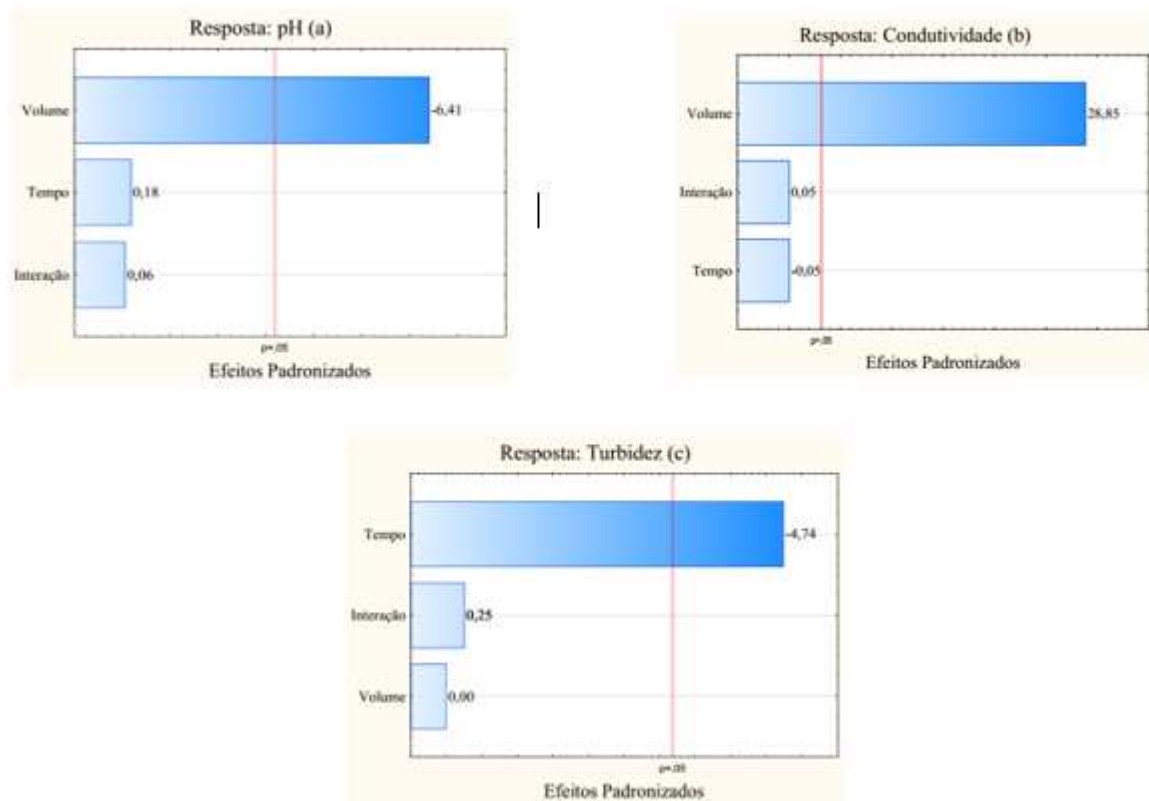 Resposta: pH (a)
Volume
-6,41
Tempo
0,18
Interação
0,06
p=,05
Efeitos Padronizados
Resposta: Condutividade (b)
Volume
28,85
Interação
0,05
Tempo
-0,05
p=,05
Efeitos Padronizados
Resposta: Turbidez (c)
Tempo
-4,74
Interação
0,25
Volume
0,00
p=,05
Efeitos Padronizados